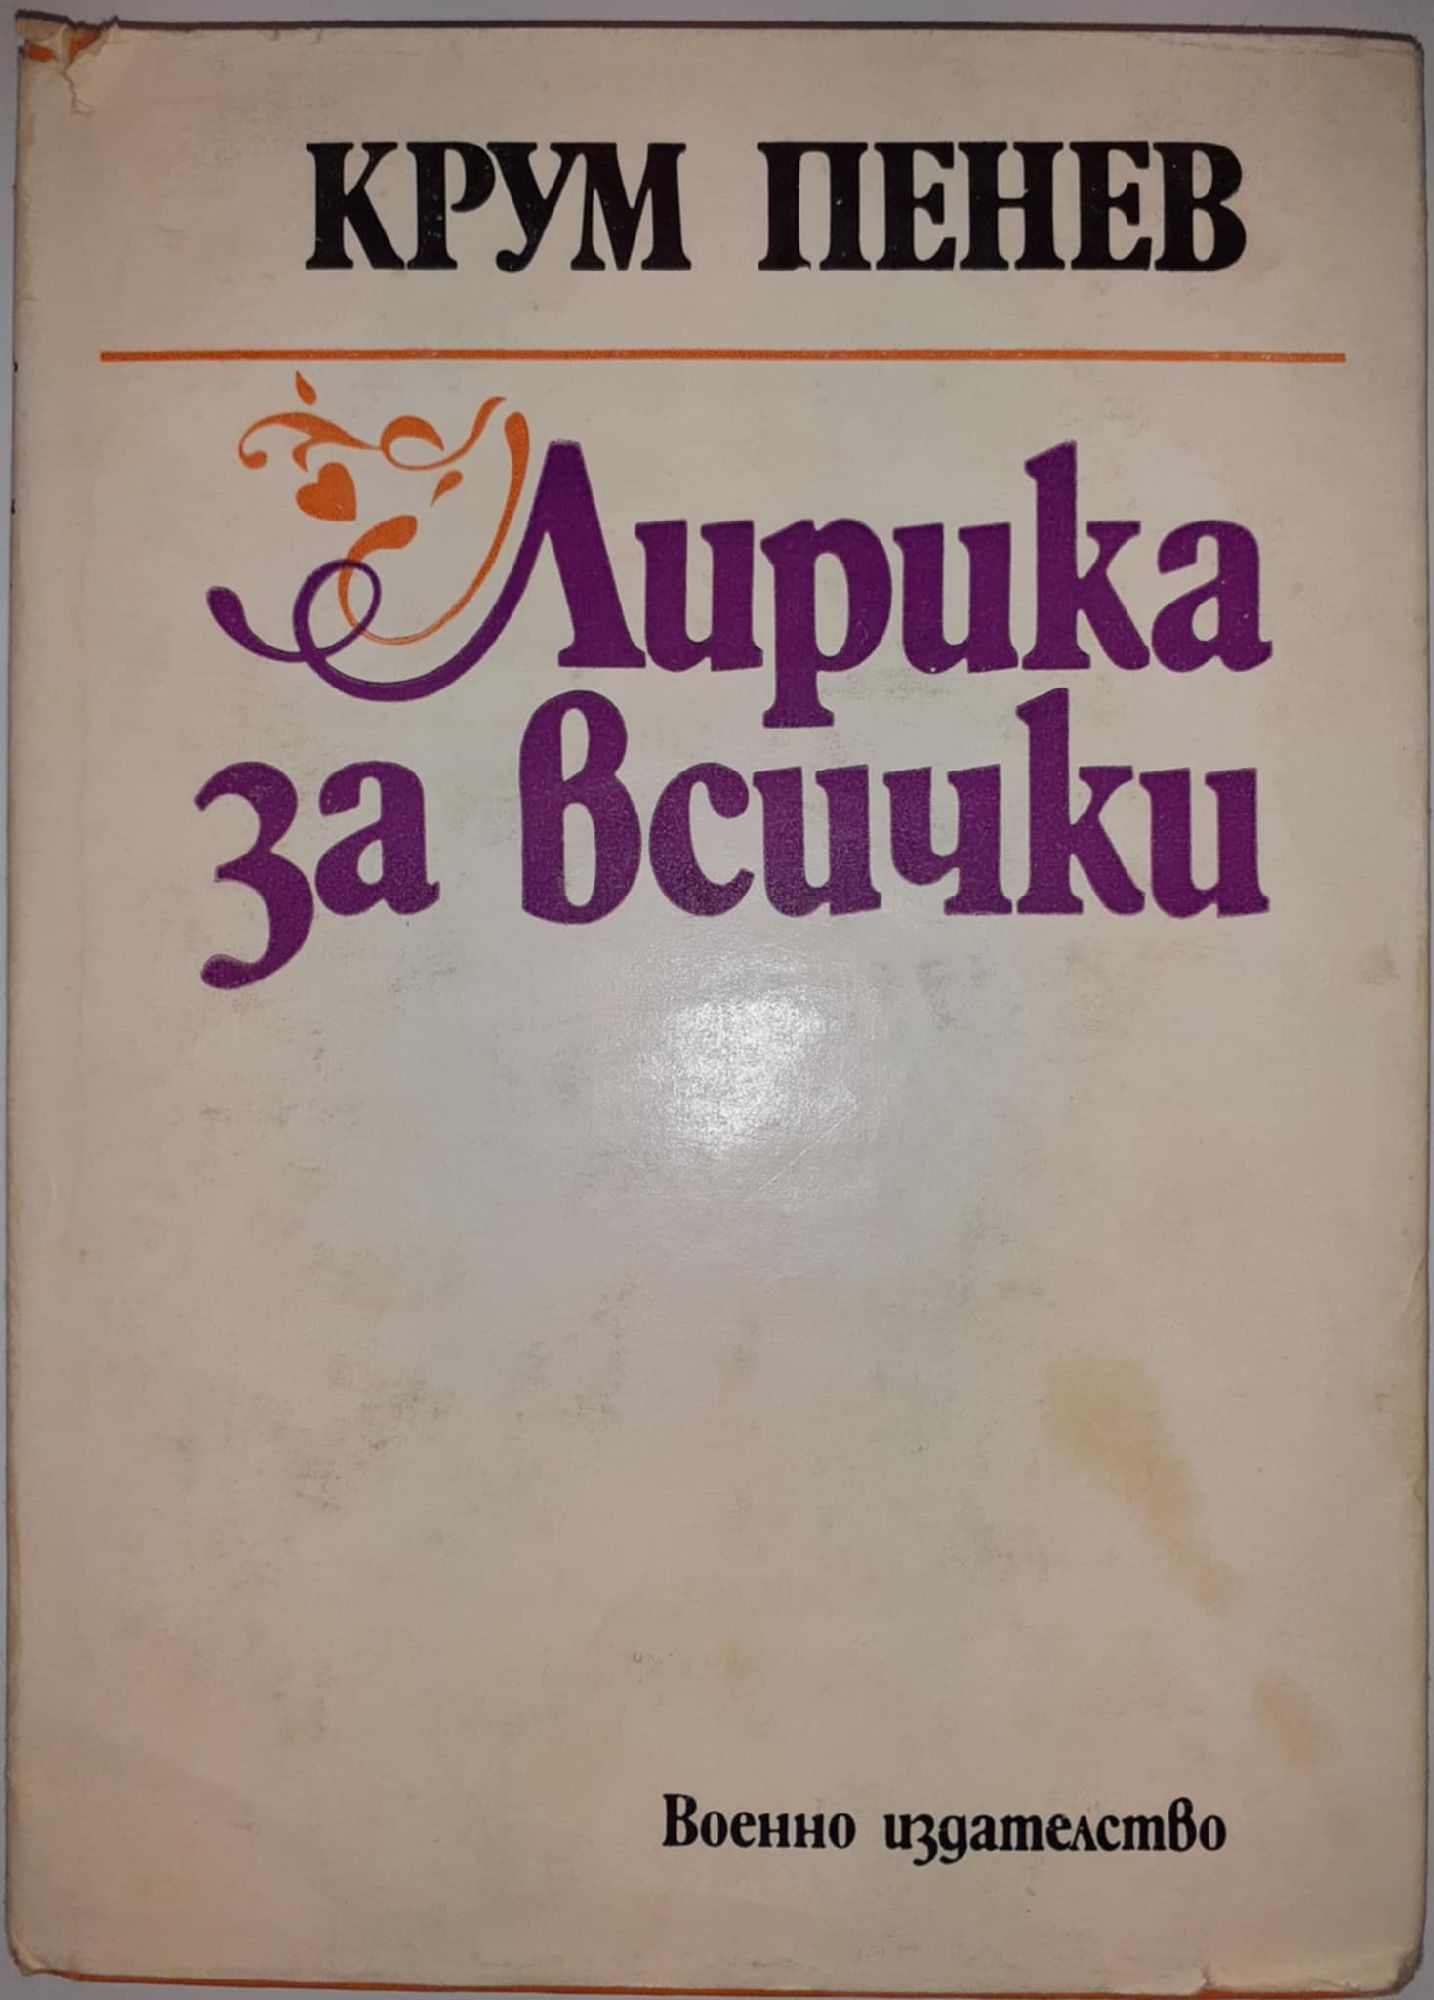 КРУМ ПЕНЕВ
Лирика
за всички
Военно издателство